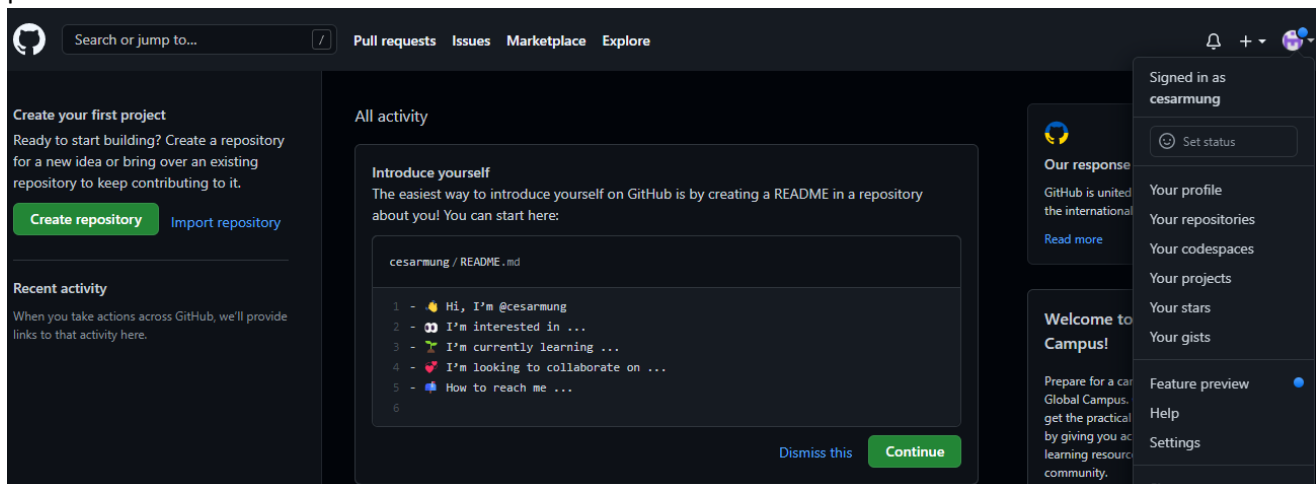 Search or jump to...
/
Pull requests
Issues
Marketplace
Explore
Create your first project
Ready to start building? Create a repository
for a new idea or bring over an existing
repository to keep contributing to it.
Create repository
Import repository
Recent activity
When you take actions across GitHub, we'll provide
links to that activity here.
All activity
Introduce yourself
The easiest way to introduce yourself on GitHub is by creating a README in a repository
about you! You can start here:
cesarmung / README.md
1 - 👋 Hi, I'm @cesarmung
2 - 👀 I'm interested in ...
3 - 🌱 I'm currently learning ...
4 - 💞️ I'm looking to collaborate on ...
5 - 📫 How to reach me ...
6
Dismiss this
Continue
Our response
GitHub is united
the international
Read more
Welcome to
Campus!
Prepare for a car
Global Campus.
get the practical
by giving you ac
learning resourc
community.
Signed in as
cesarmung
Set status
Your profile
Your repositories
Your codespaces
Your projects
Your stars
Your gists
Feature preview
Help
Settings